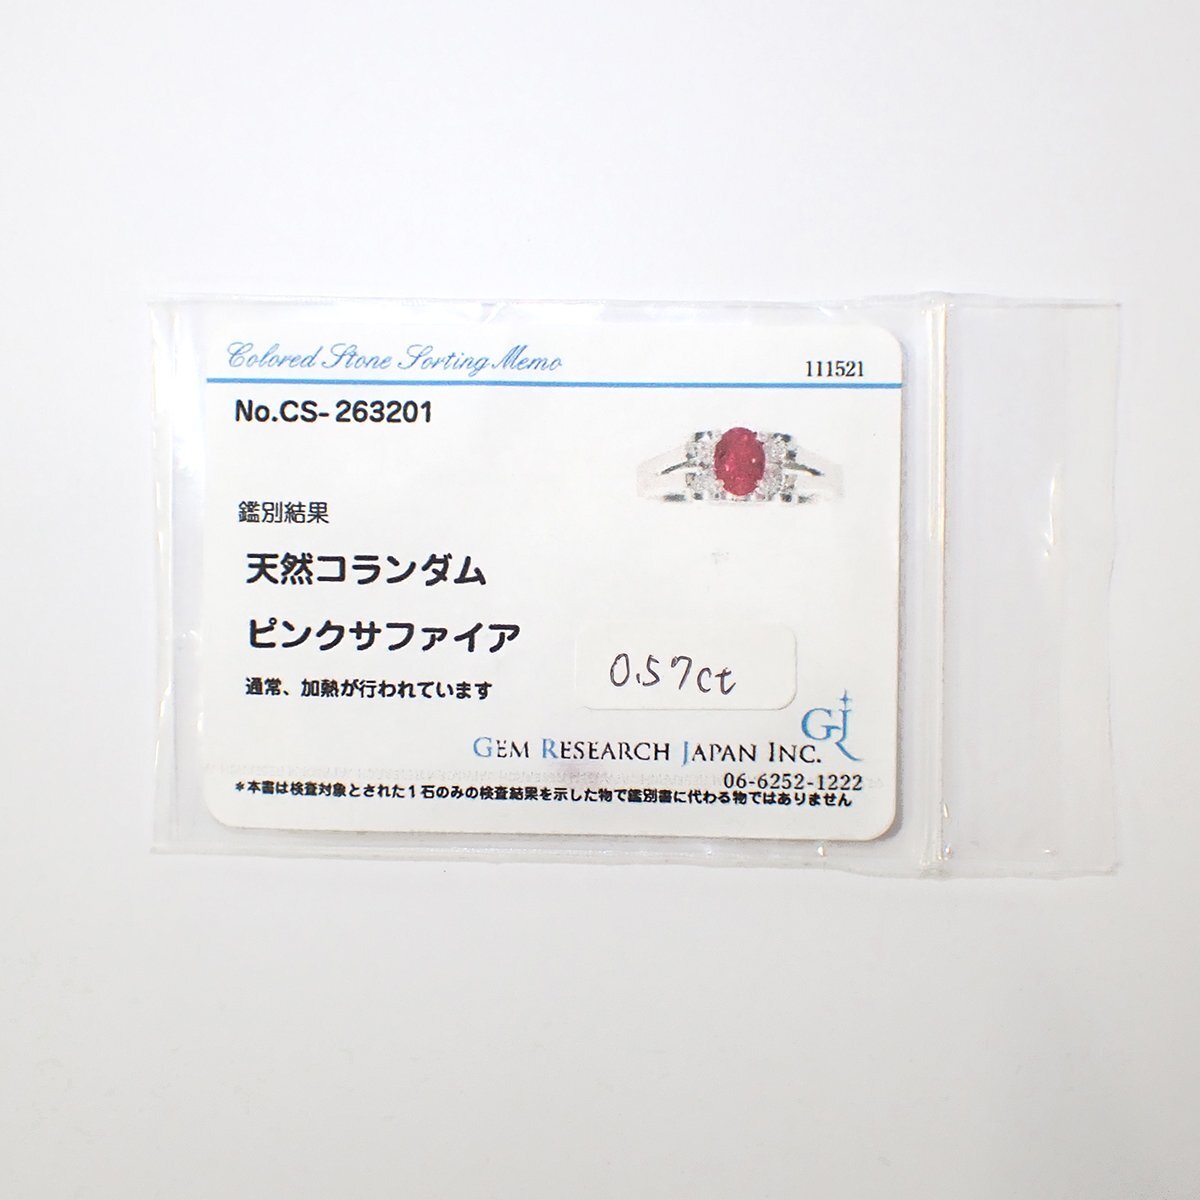 Colored Stone Sorting Memo
111521
No.CS-263201
鑑別結果
天然コランダム
ピンクサファイア
通常、加熱が行われています
0.57ct
GJ
GEM RESEARCH JAPAN INC.
06-6252-1222
*本書は検査対象とされた1石のみの検査結果を示した物で鑑別書に代わる物ではありません